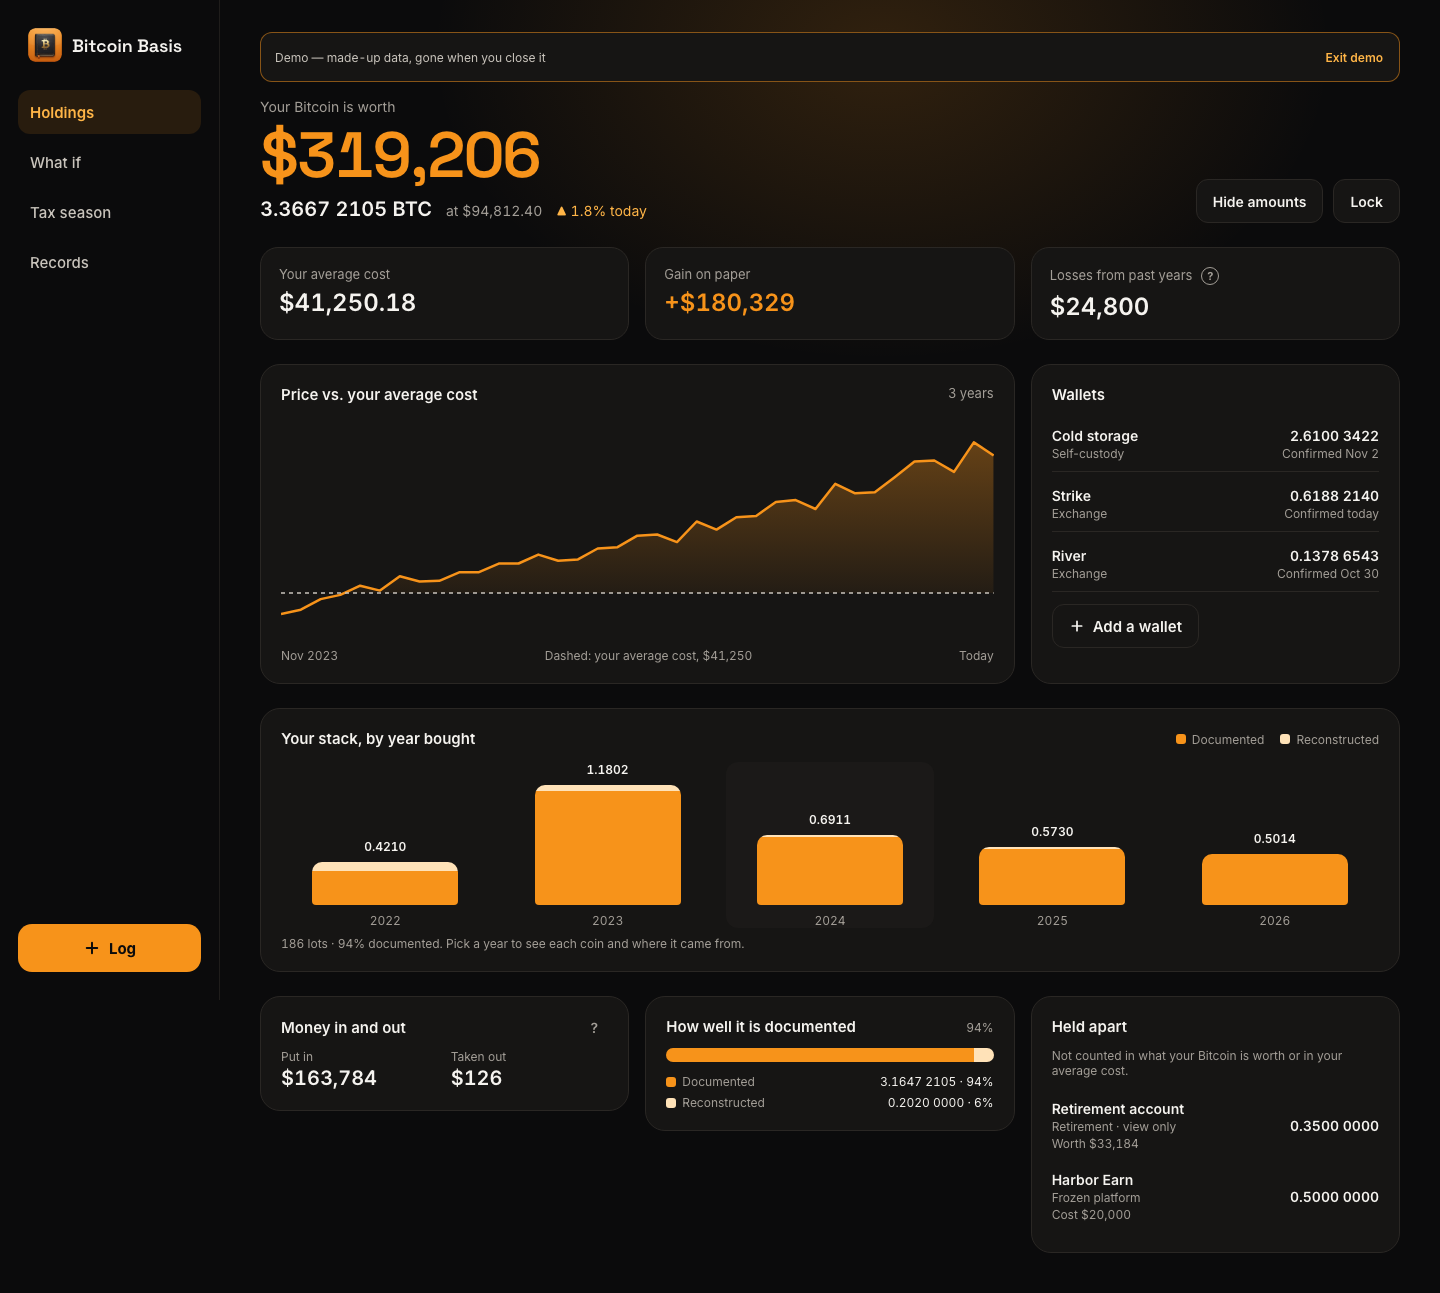 Bitcoin Basis
Holdings
What if
Tax season
Records
Log
Demo — made-up data, gone when you close it
Exit demo
Your Bitcoin is worth
$319,206
3.3667 2105 BTC at $94,812.40 ▲ 1.8% today
Hide amounts
Lock
Your average cost
$41,250.18
Gain on paper
+$180,329
Losses from past years ?
$24,800
Price vs. your average cost
3 years
Nov 2023
Dashed: your average cost, $41,250
Today
Wallets
Cold storage 2.6100 3422
Self-custody Confirmed Nov 2
Strike 0.6188 2140
Exchange Confirmed today
River 0.1378 6543
Exchange Confirmed Oct 30
Add a wallet
Your stack, by year bought
Documented Reconstructed
0.4210
1.1802
0.6911
0.5730
0.5014
2022 2023 2024 2025 2026
186 lots · 94% documented. Pick a year to see each coin and where it came from.
Money in and out ?
Put in Taken out
$163,784 $126
How well it is documented 94%
Documented 3.1647 2105 · 94%
Reconstructed 0.2020 0000 · 6%
Held apart
Not counted in what your Bitcoin is worth or in your
average cost.
Retirement account
Retirement · view only 0.3500 0000
Worth $33,184
Harbor Earn
Frozen platform 0.5000 0000
Cost $20,000